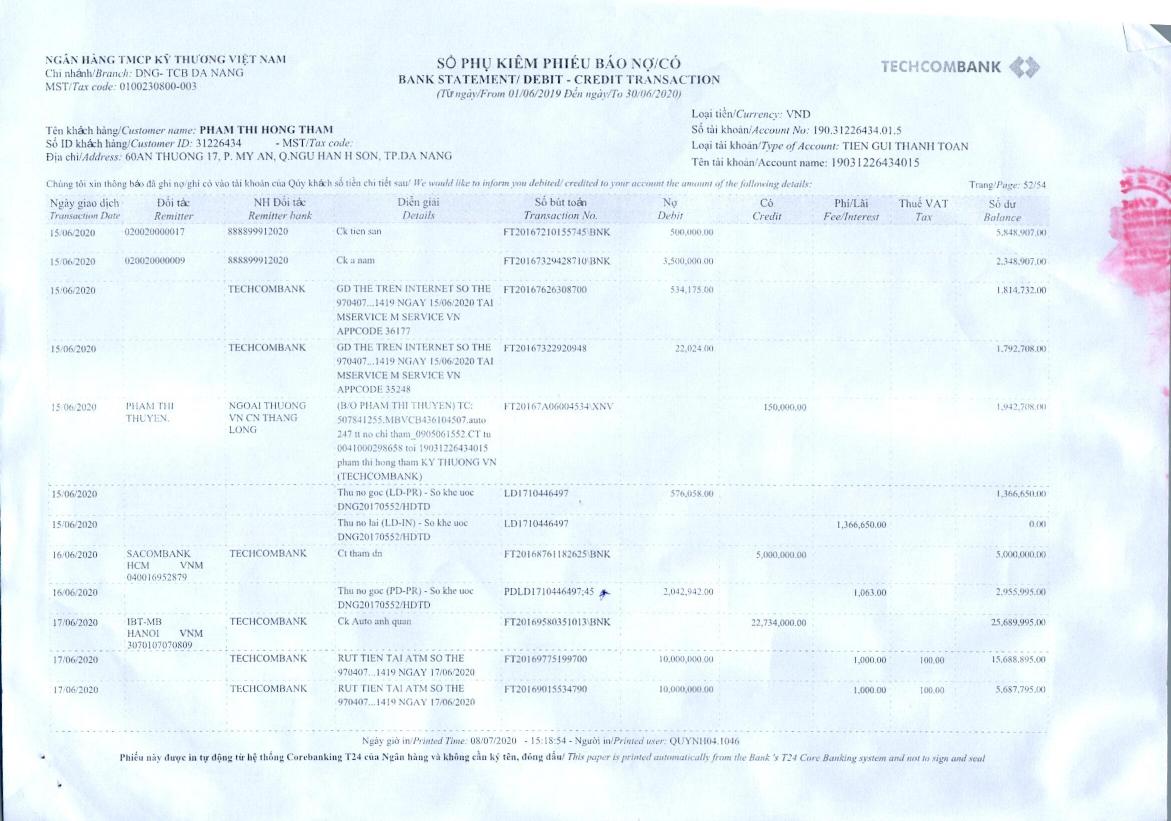 NGÂN HÀNG TMCP KỸ THƯƠNG VIỆT NAM
Chi nhánh/Branch: DNG- TCB DA NANG
MST/Tax code: 0100230800-003
SỔ PHỤ KIÊM PHIẾU BÁO NỢ/CÓ
BANK STATEMENT/ DEBIT - CREDIT TRANSACTION
(Từ ngày/From 01/06/2019 Đến ngày/To 30/06/2020)
TECHCOMBANK
Tên khách hàng/Customer name: PHAM THI HONG THAM
Số ID khách hàng/Customer ID: 31226434 - MST/Tax code:
Địa chỉ/Address: 60AN THUONG 17, P. MY AN, Q.NGU HAN H SON, TP.DA NANG
Loại tiền/Currency: VND
Số tài khoản/Account No: 190.31226434.01.5
Loại tài khoản/Type of Account: TIEN GUI THANH TOAN
Tên tài khoản/Account name: 19031226434015
Chúng tôi xin thông báo đã ghi nợ/ghi có vào tài khoản của Qúy khách số tiền chi tiết sau/ We would like to inform you debited/ credited to your account the amount of the following details:
Trang/Page: 52/54
Ngày giao dịch Đối tác NH Đối tác Diễn giải Số bút toán Nợ Có Phí/Lãi Thuế VAT Số dư
Transaction Date Remitter Remitter bank Details Transaction No. Debit Credit Fee/Interest Tax Balance
15/06/2020 020020000017 888899912020 Ck tien san FT20167210155745\BNK 500,000.00 5,848,907.00
15/06/2020 020020000009 888899912020 Ck a nam FT20167329428710\BNK 3,500,000.00 2,348,907.00
15/06/2020 TECHCOMBANK GD THE TREN INTERNET SO THE FT20167626308700 534,175.00 1,814,732.00
970407...1419 NGAY 15/06/2020 TAI
MSERVICE M SERVICE VN
APPCODE 36177
15/06/2020 TECHCOMBANK GD THE TREN INTERNET SO THE FT20167322920948 22,024.00 1,792,708.00
970407...1419 NGAY 15/06/2020 TAI
MSERVICE M SERVICE VN
APPCODE 35248
15/06/2020 PHAM THI NGOAI THUONG (B/O PHAM THI THUYEN) TC: FT20167A06004534\XNV 150,000.00 1,942,708.00
THUYEN. VN CN THANG 507841255.MBVCB436104507.auto
LONG 247 tt no chi tham_0905061552.CT tu
0041000298658 toi 19031226434015
pham thi hong tham KY THUONG VN
(TECHCOMBANK)
15/06/2020 Thu no goc (LD-PR) - So khe uoc LD1710446497 576,058.00 1,366,650.00
DNG20170552/HDTD
15/06/2020 Thu no lai (LD-IN) - So khe uoc LD1710446497 1,366,650.00 0.00
DNG20170552/HDTD
16/06/2020 SACOMBANK TECHCOMBANK Ct tham dn FT20168761182625\BNK 5,000,000.00 5,000,000.00
HCM VNM
040016952879
16/06/2020 Thu no goc (PD-PR) - So khe uoc PDLD1710446497;45 2,042,942.00 1,063.00 2,955,995.00
DNG20170552/HDTD
17/06/2020 IBT-MB TECHCOMBANK Ck Auto anh quan FT20169580351013\BNK 22,734,000.00 25,689,995.00
HANOI VNM
3070107070809
17/06/2020 TECHCOMBANK RUT TIEN TAI ATM SO THE FT20169775199700 10,000,000.00 1,000.00 100.00 15,688,895.00
970407...1419 NGAY 17/06/2020
17/06/2020 TECHCOMBANK RUT TIEN TAI ATM SO THE FT20169015534790 10,000,000.00 1,000.00 100.00 5,687,795.00
970407...1419 NGAY 17/06/2020
Ngày giờ in/Printed Time: 08/07/2020 - 15:18:54 - Người in/Printed user: QUYNH04.1046
Phiếu này được in tự động từ hệ thống Corebanking T24 của Ngân hàng và không cần ký tên, đóng dấu/ This paper is printed automatically from the Bank 's T24 Core Banking system and not to sign and seal